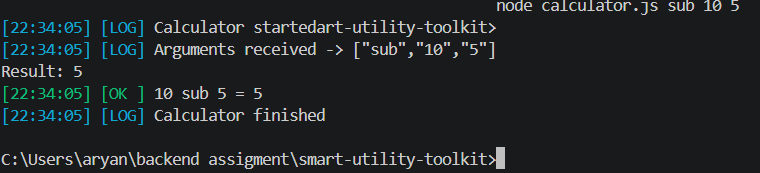 node calculator.js sub 10 5
[22:34:05] [LOG] Calculator startedart-utility-toolkit>
[22:34:05] [LOG] Arguments received -> ["sub","10","5"]
Result: 5
[22:34:05] [OK ] 10 sub 5 = 5
[22:34:05] [LOG] Calculator finished
C:\Users\aryan\backend assigment\smart-utility-toolkit>